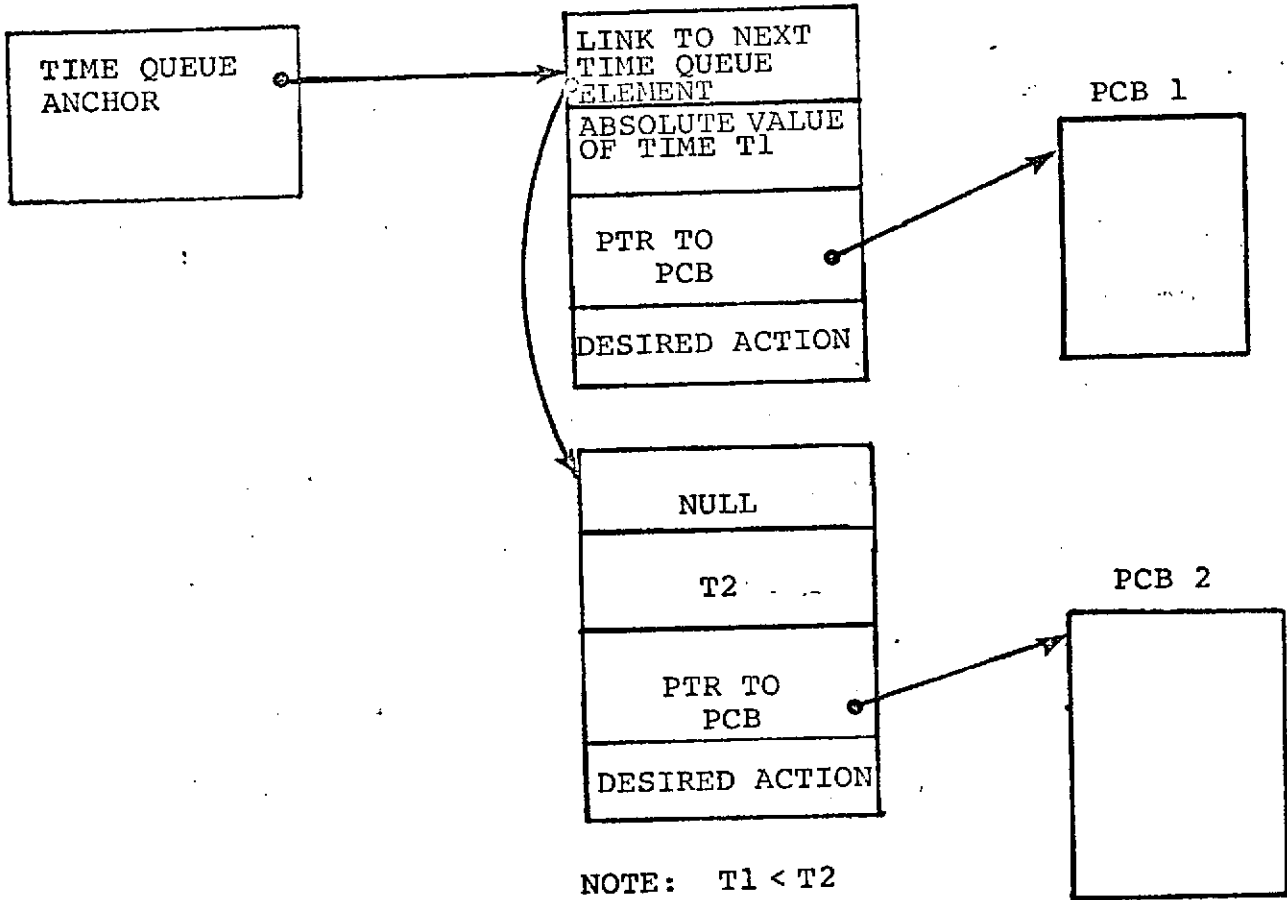 TIME QUEUE
ANCHOR
LINK TO NEXT
TIME QUEUE
ELEMENT
ABSOLUTE VALUE
OF TIME T1
PTR TO
PCB
DESIRED ACTION
PCB 1
NULL
T2
PTR TO
PCB
DESIRED ACTION
PCB 2
NOTE: T1 < T2